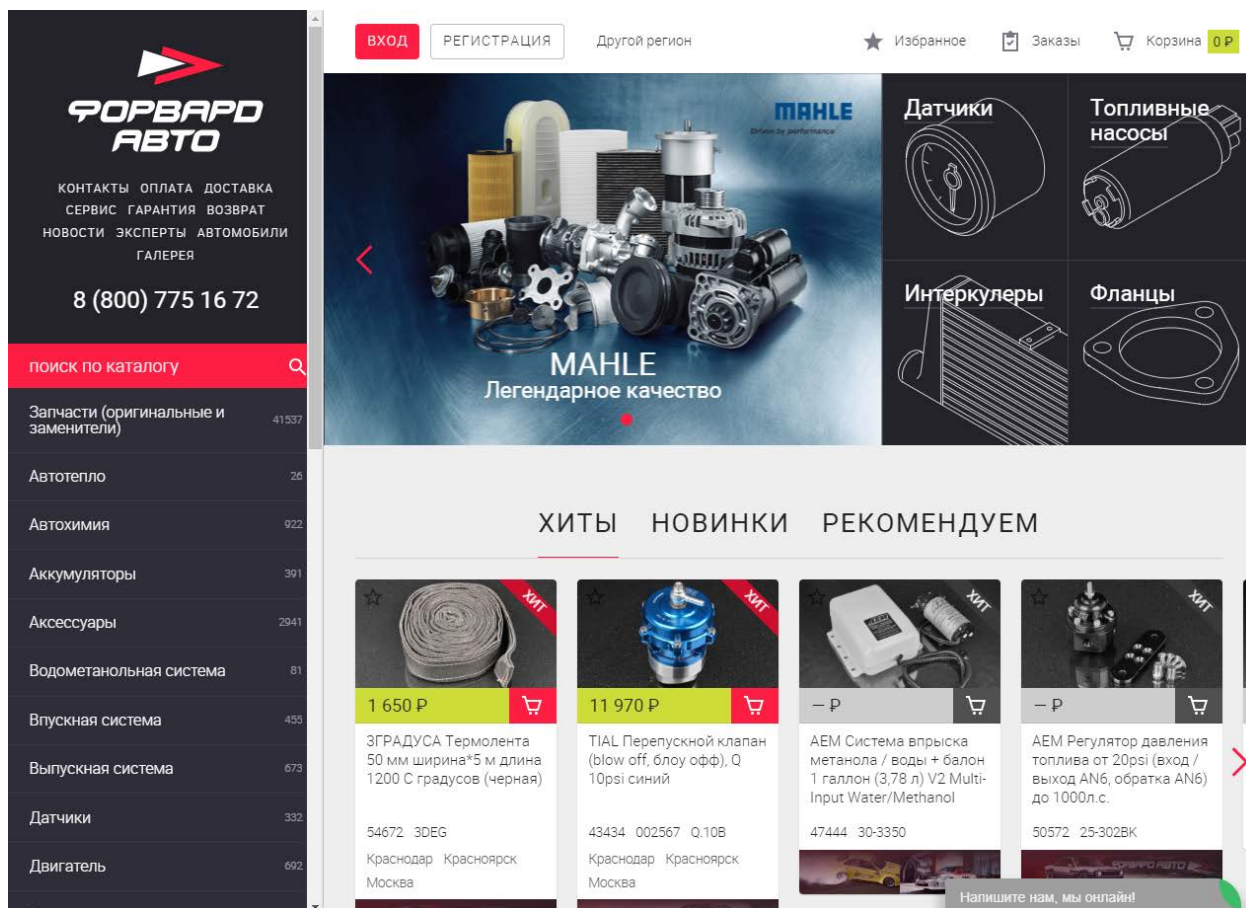 ФОРВАРД
АВТО
КОНТАКТЫ ОПЛАТА ДОСТАВКА
СЕРВИС ГАРАНТИЯ ВОЗВРАТ
НОВОСТИ ЭКСПЕРТЫ АВТОМОБИЛИ
ГАЛЕРЕЯ
8 (800) 775 16 72
поиск по каталогу
Запчасти (оригинальные и
заменители) 41537
Автотепло 26
Автохимия 922
Аккумуляторы 391
Аксессуары 2941
Водометанольная система 81
Впускная система 455
Выпускная система 673
Датчики 332
Двигатель 692
ВХОД РЕГИСТРАЦИЯ Другой регион Избранное Заказы Корзина 0 ₽
MAHLE
Driven by performance
MAHLE
Легендарное качество
Датчики
Топливные
насосы
Интеркулеры
Фланцы
ХИТЫ НОВИНКИ РЕКОМЕНДУЕМ
ХИТ
1 650 ₽
3ГРАДУСА Термолента
50 мм ширина*5 м длина
1200 С градусов (черная)
54672 3DEG
Краснодар Красноярск
Москва
ХИТ
11 970 ₽
TIAL Перепускной клапан
(blow off, блоу офф), Q
10psi синий
43434 002567 Q.10B
Краснодар Красноярск
Москва
ХИТ
— ₽
AEM Система впрыска
метанола / воды + балон
1 галлон (3,78 л) V2 Multi-
Input Water/Methanol
47444 30-3350
ХИТ
— ₽
AEM Регулятор давления
топлива от 20psi (вход /
выход AN6, обратка AN6)
до 1000л.с.
50572 25-302BK
ФОРВАРД АВТО
Напишите нам, мы онлайн!